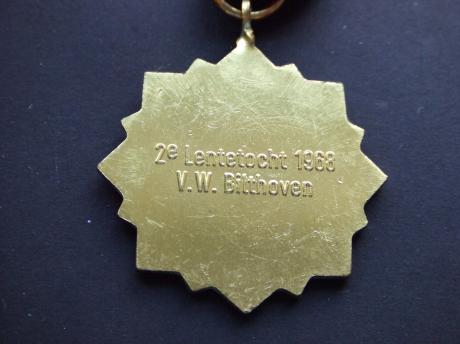 2e Lentetocht 1968
V.W. Bilthoven